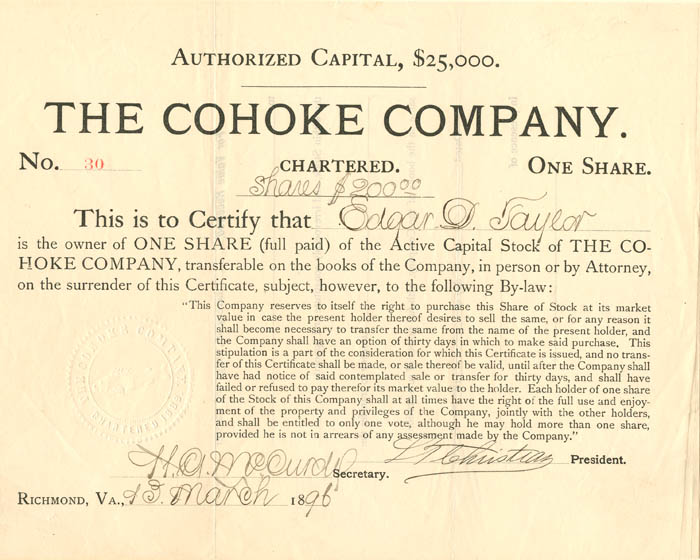 AUTHORIZED CAPITAL, $25,000.
THE COHOKE COMPANY.
No. 30 CHARTERED. ONE SHARE.
Shares $200.00
This is to Certify that Edgar D. Taylor
is the owner of ONE SHARE (full paid) of the Active Capital Stock of THE CO-
HOKE COMPANY, transferable on the books of the Company, in person or by Attorney,
on the surrender of this Certificate, subject, however, to the following By-law:
"This Company reserves to itself the right to purchase this Share of Stock at its market
value in case the present holder thereof desires to sell the same, or for any reason it
shall become necessary to transfer the same from the name of the present holder, and
the Company shall have an option of thirty days in which to make said purchase. This
stipulation is a part of the consideration for which this Certificate is issued, and no trans-
fer of this Certificate shall be made, or sale thereof be valid, until after the Company shall
have had notice of said contemplated sale or transfer for thirty days, and shall have
failed or refused to pay therefor its market value to the holder. Each holder of one share
of the Stock of this Company shall at all times have the right of the full use and enjoy-
ment of the property and privileges of the Company, jointly with the other holders,
and shall be entitled to only one vote, although he may hold more than one share,
provided he is not in arrears of any assessment made by the Company."
H. A. McCurdy Secretary. Christian President.
RICHMOND, VA., 13. March 1896